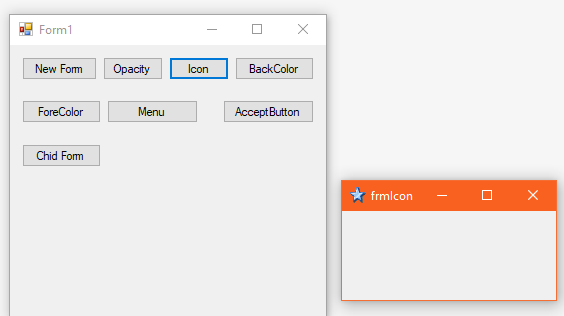 Form1
New Form Opacity Icon BackColor
ForeColor Menu AcceptButton
Chid Form
frmIcon